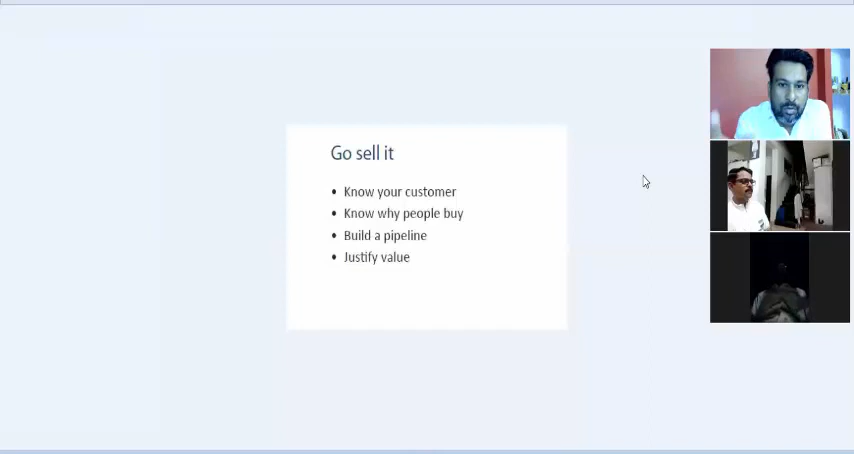 Go sell it
• Know your customer
• Know why people buy
• Build a pipeline
• Justify value